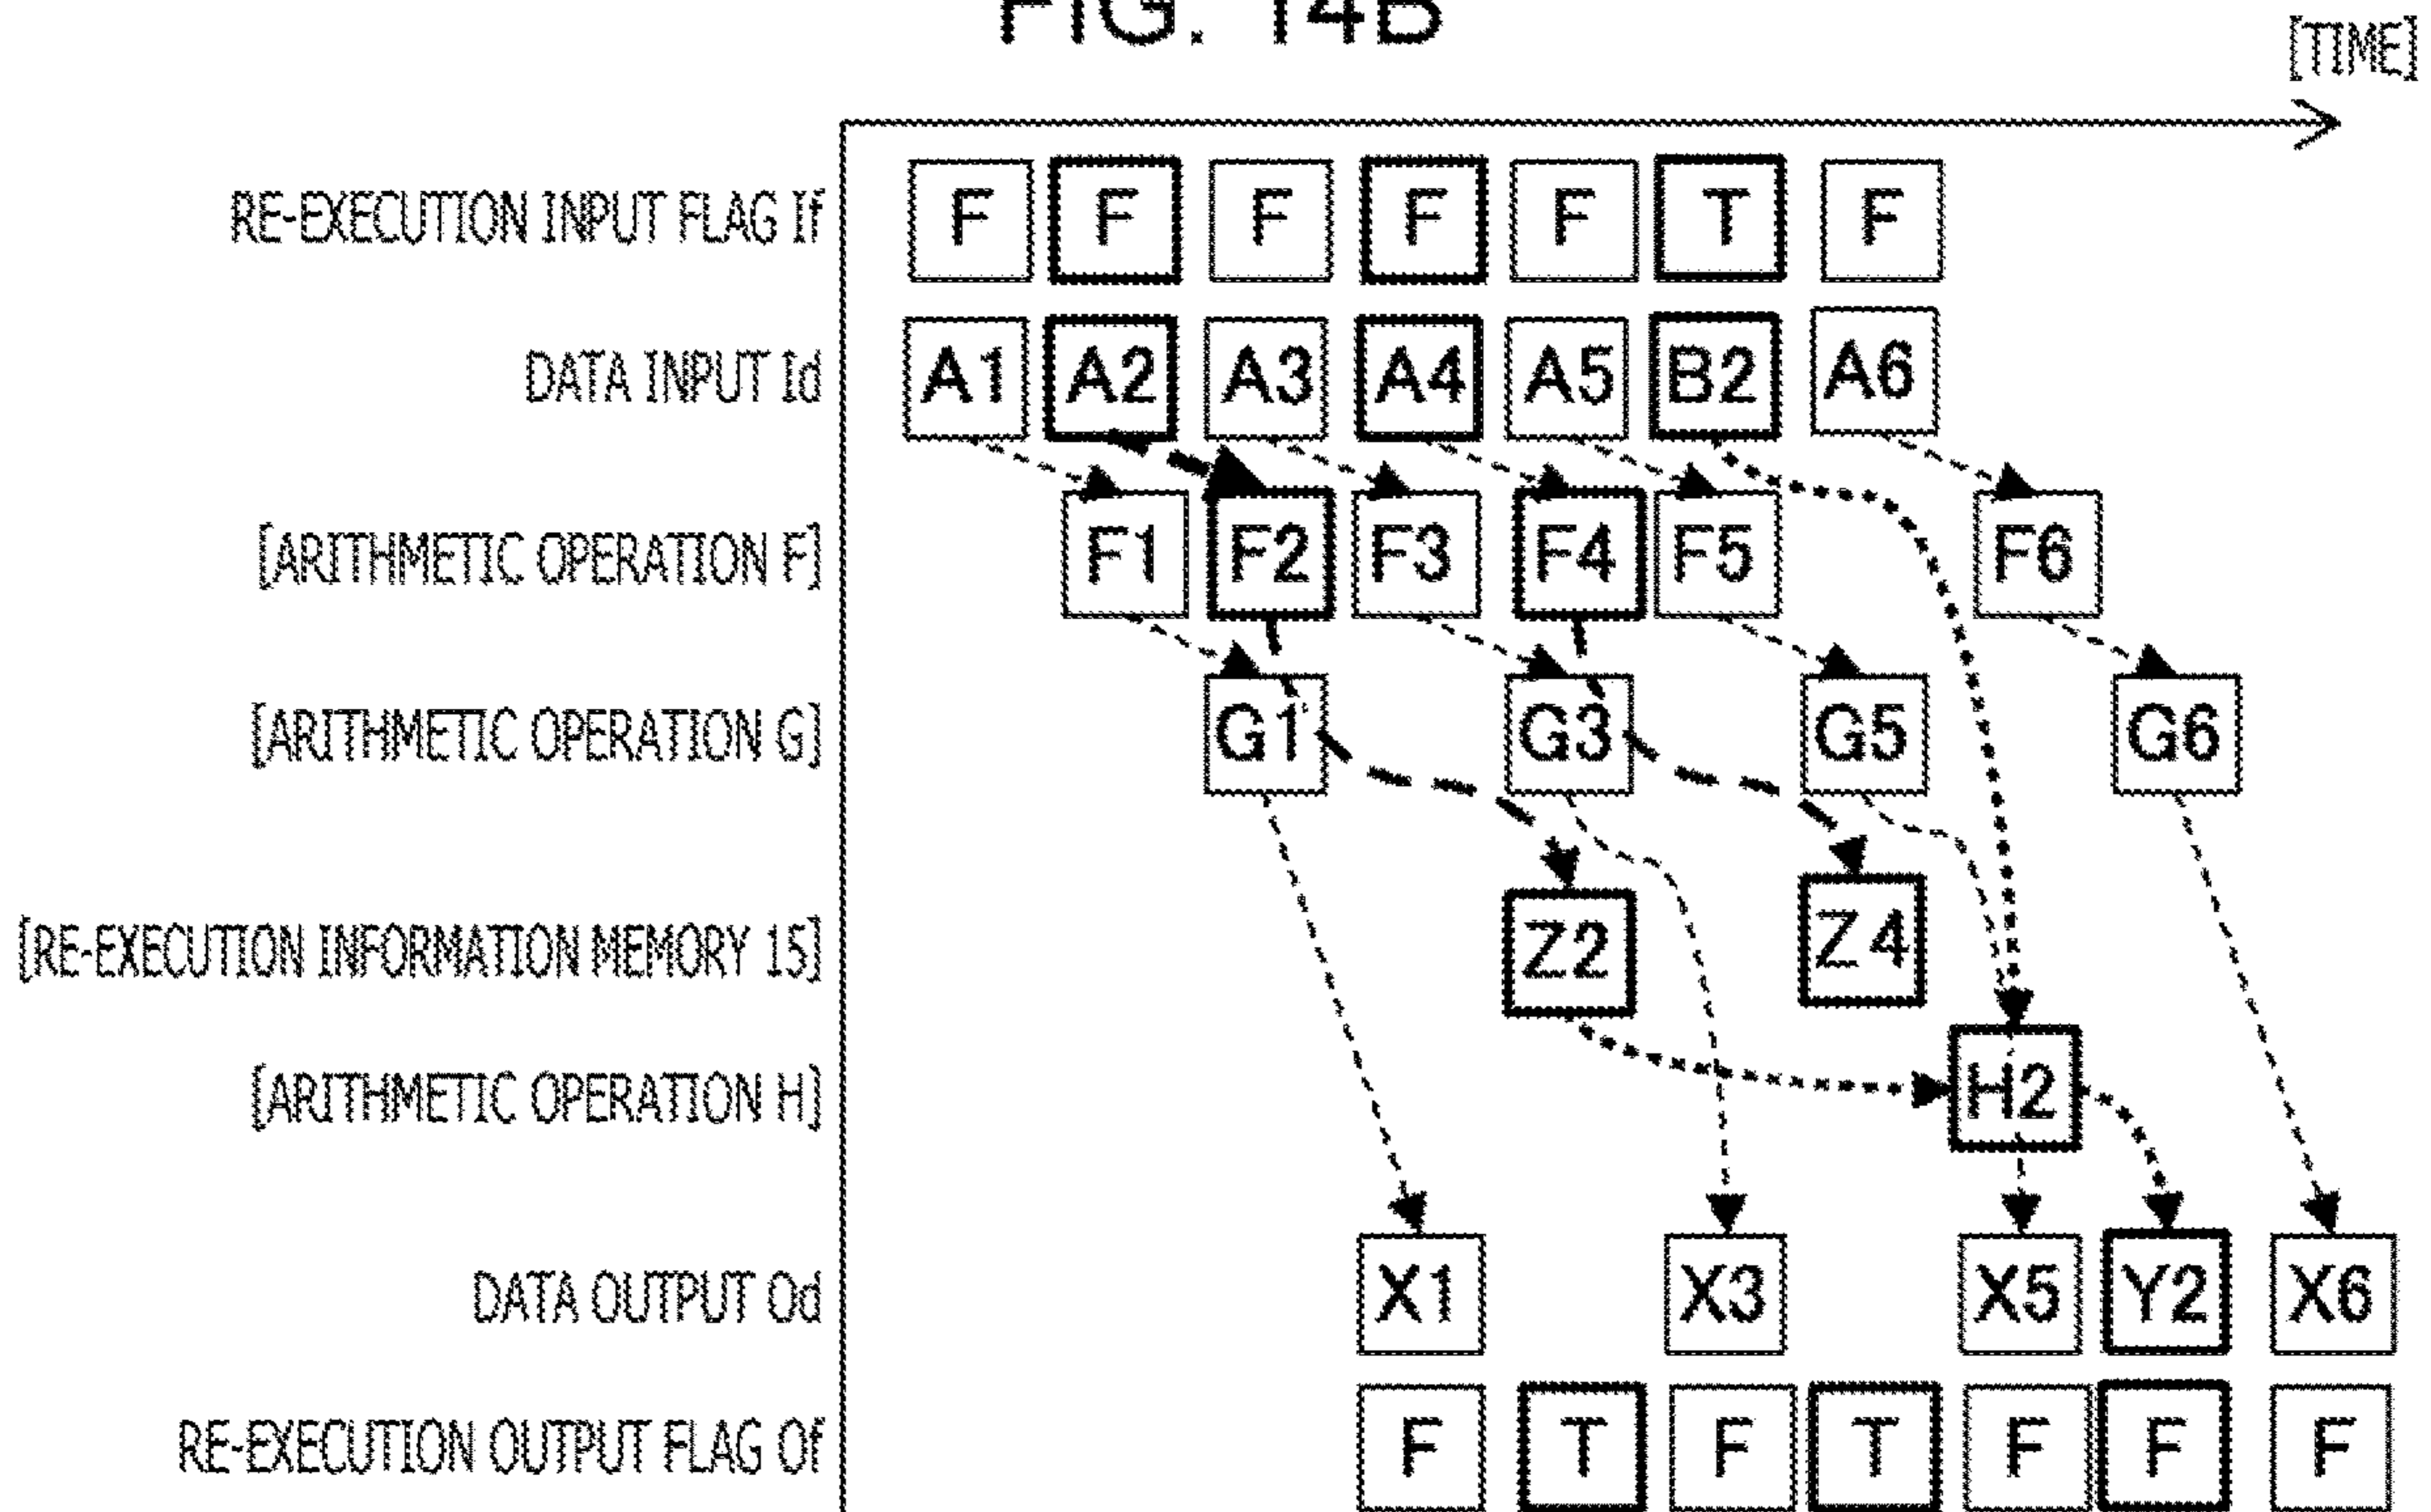 FIG. 14B
[TIME]
RE-EXECUTION INPUT FLAG If F F F F F T F
DATA INPUT Id A1 A2 A3 A4 A5 B2 A6
[ARITHMETIC OPERATION F] F1 F2 F3 F4 F5 F6
[ARITHMETIC OPERATION G] G1 G3 G5 G6
[RE-EXECUTION INFORMATION MEMORY 15] Z2 Z4
[ARITHMETIC OPERATION H] H2
DATA OUTPUT Od X1 X3 X5 Y2 X6
RE-EXECUTION OUTPUT FLAG Of F T F T F F F